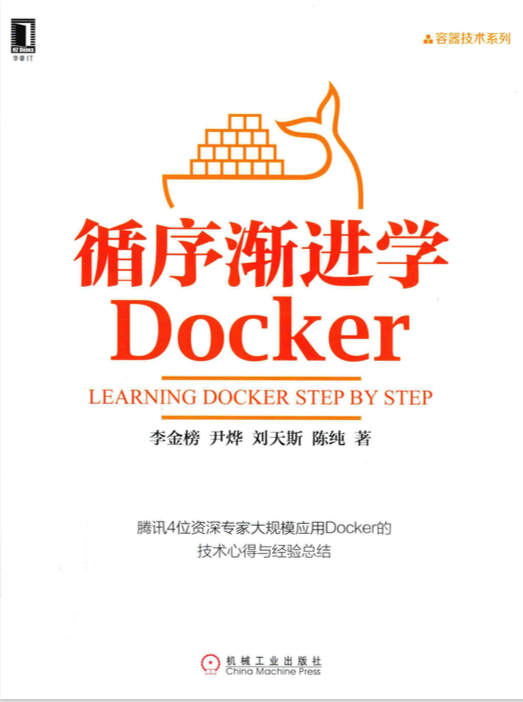 华章IT
容器技术系列
循序渐进学
Docker
LEARNING DOCKER STEP BY STEP
李金榜 尹烨 刘天斯 陈纯 著
腾讯4位资深专家大规模应用Docker的
技术心得与经验总结
机械工业出版社
China Machine Press